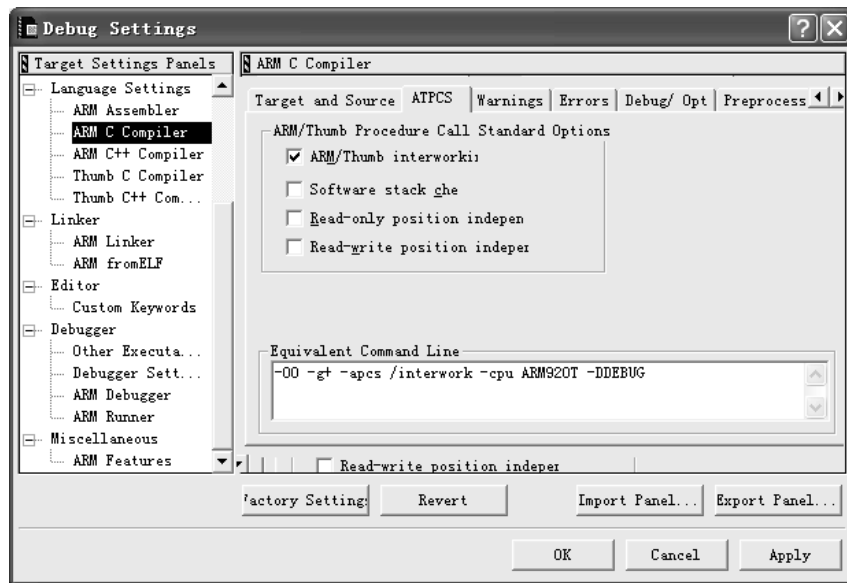 Debug Settings
Target Settings Panels
Language Settings
ARM Assembler
ARM C Compiler
ARM C++ Compiler
Thumb C Compiler
Thumb C++ Com...
Linker
ARM Linker
ARM fromELF
Editor
Custom Keywords
Debugger
Other Executa...
Debugger Sett...
ARM Debugger
ARM Runner
Miscellaneous
ARM Features
ARM C Compiler
Target and Source ATPCS Warnings Errors Debug/ Opt Preprocess
ARM/Thumb Procedure Call Standard Options
ARM/Thumb interworkin
Software stack che
Read-only position indepen
Read-write position indeper
Equivalent Command Line
-O0 -g+ -apcs /interwork -cpu ARM920T -DDEBUG
Read-write position indeper
Factory Settings Revert Import Panel... Export Panel...
OK Cancel Apply